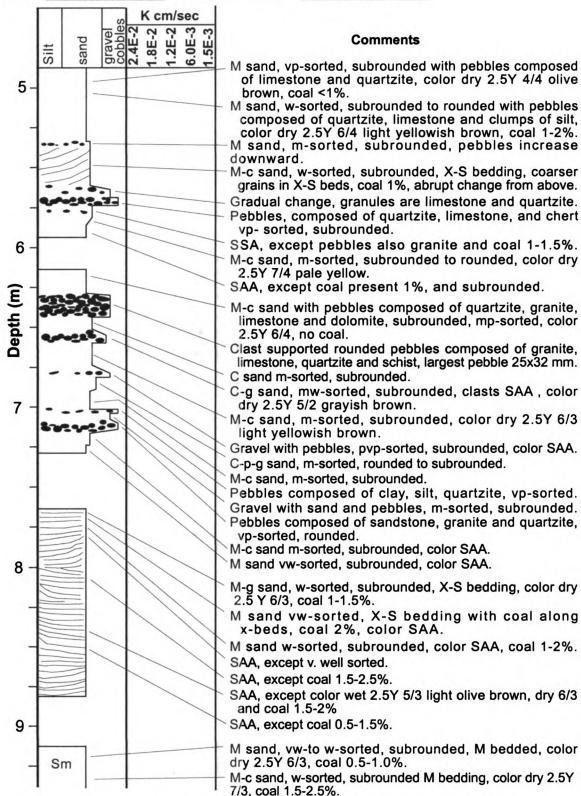 K cm/sec
Silt
sand
gravel
cobbles
2.4E-2
1.8E-2
1.2E-2
6.0E-3
1.5E-3
Comments
Depth (m)
5
6
7
8
9
Sm
M sand, vp-sorted, subrounded with pebbles composed
of limestone and quartzite, color dry 2.5Y 4/4 olive
brown, coal <1%.
M sand, w-sorted, subrounded to rounded with pebbles
composed of quartzite, limestone and clumps of silt,
color dry 2.5Y 6/4 light yellowish brown, coal 1-2%.
M sand, m-sorted, subrounded, pebbles increase
downward.
M-c sand, w-sorted, subrounded, X-S bedding, coarser
grains in X-S beds, coal 1%, abrupt change from above.
Gradual change, granules are limestone and quartzite.
Pebbles, composed of quartzite, limestone, and chert
vp- sorted, subrounded.
SSA, except pebbles also granite and coal 1-1.5%.
M-c sand, m-sorted, subrounded to rounded, color dry
2.5Y 7/4 pale yellow.
SAA, except coal present 1%, and subrounded.
M-c sand with pebbles composed of quartzite, granite,
limestone and dolomite, subrounded, mp-sorted, color
2.5Y 6/4, no coal.
Clast supported rounded pebbles composed of granite,
limestone, quartzite and schist, largest pebble 25x32 mm.
C sand m-sorted, subrounded.
C-g sand, mw-sorted, subrounded, clasts SAA , color
dry 2.5Y 5/2 grayish brown.
M-c sand, m-sorted, subrounded, color dry 2.5Y 6/3
light yellowish brown.
Gravel with pebbles, pvp-sorted, subrounded, color SAA.
C-p-g sand, m-sorted, rounded to subrounded.
M-c sand, m-sorted, subrounded.
Pebbles composed of clay, silt, quartzite, vp-sorted.
Gravel with sand and pebbles, m-sorted, subrounded.
Pebbles composed of sandstone, granite and quartzite,
vp-sorted, rounded.
M-c sand m-sorted, subrounded, color SAA.
M sand vw-sorted, subrounded, color SAA.
M-g sand, w-sorted, subrounded, X-S bedding, color dry
2.5 Y 6/3, coal 1-1.5%.
M sand vw-sorted, X-S bedding with coal along
x-beds, coal 2%, color SAA.
M sand w-sorted, subrounded, color SAA, coal 1-2%.
SAA, except v. well sorted.
SAA, except coal 1.5-2.5%.
SAA, except color wet 2.5Y 5/3 light olive brown, dry 6/3
and coal 1.5-2%
SAA, except coal 0.5-1.5%.
M sand, vw-to w-sorted, subrounded, M bedded, color
dry 2.5Y 6/3, coal 0.5-1.0%.
M-c sand, w-sorted, subrounded M bedding, color dry 2.5Y
7/3, coal 1.5-2.5%.